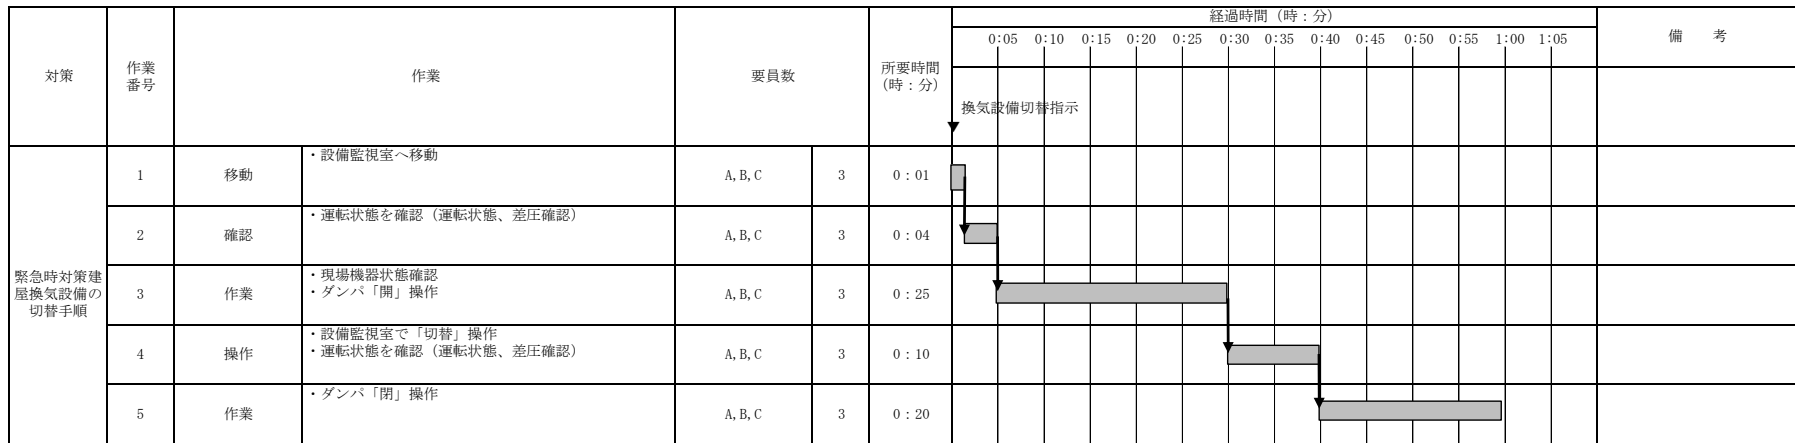 対策
作業
番号
作業
要員数
所要時間
(時:分)
経過時間(時:分)
0:05 0:10 0:15 0:20 0:25 0:30 0:35 0:40 0:45 0:50 0:55 1:00 1:05
備 考
換気設備切替指示
緊急時対策建
屋換気設備の
切替手順
1
移動
・設備監視室へ移動
A,B,C
3
0:01
2
確認
・運転状態を確認(運転状態、差圧確認)
A,B,C
3
0:04
3
作業
・現場機器状態確認
・ダンパ「開」操作
A,B,C
3
0:25
4
操作
・設備監視室で「切替」操作
・運転状態を確認(運転状態、差圧確認)
A,B,C
3
0:10
5
作業
・ダンパ「閉」操作
A,B,C
3
0:20